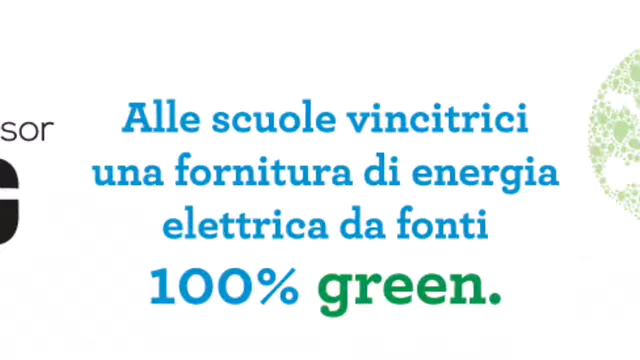 sor
Alle scuole vincitrici
una fornitura di energia
elettrica da fonti
100% green.